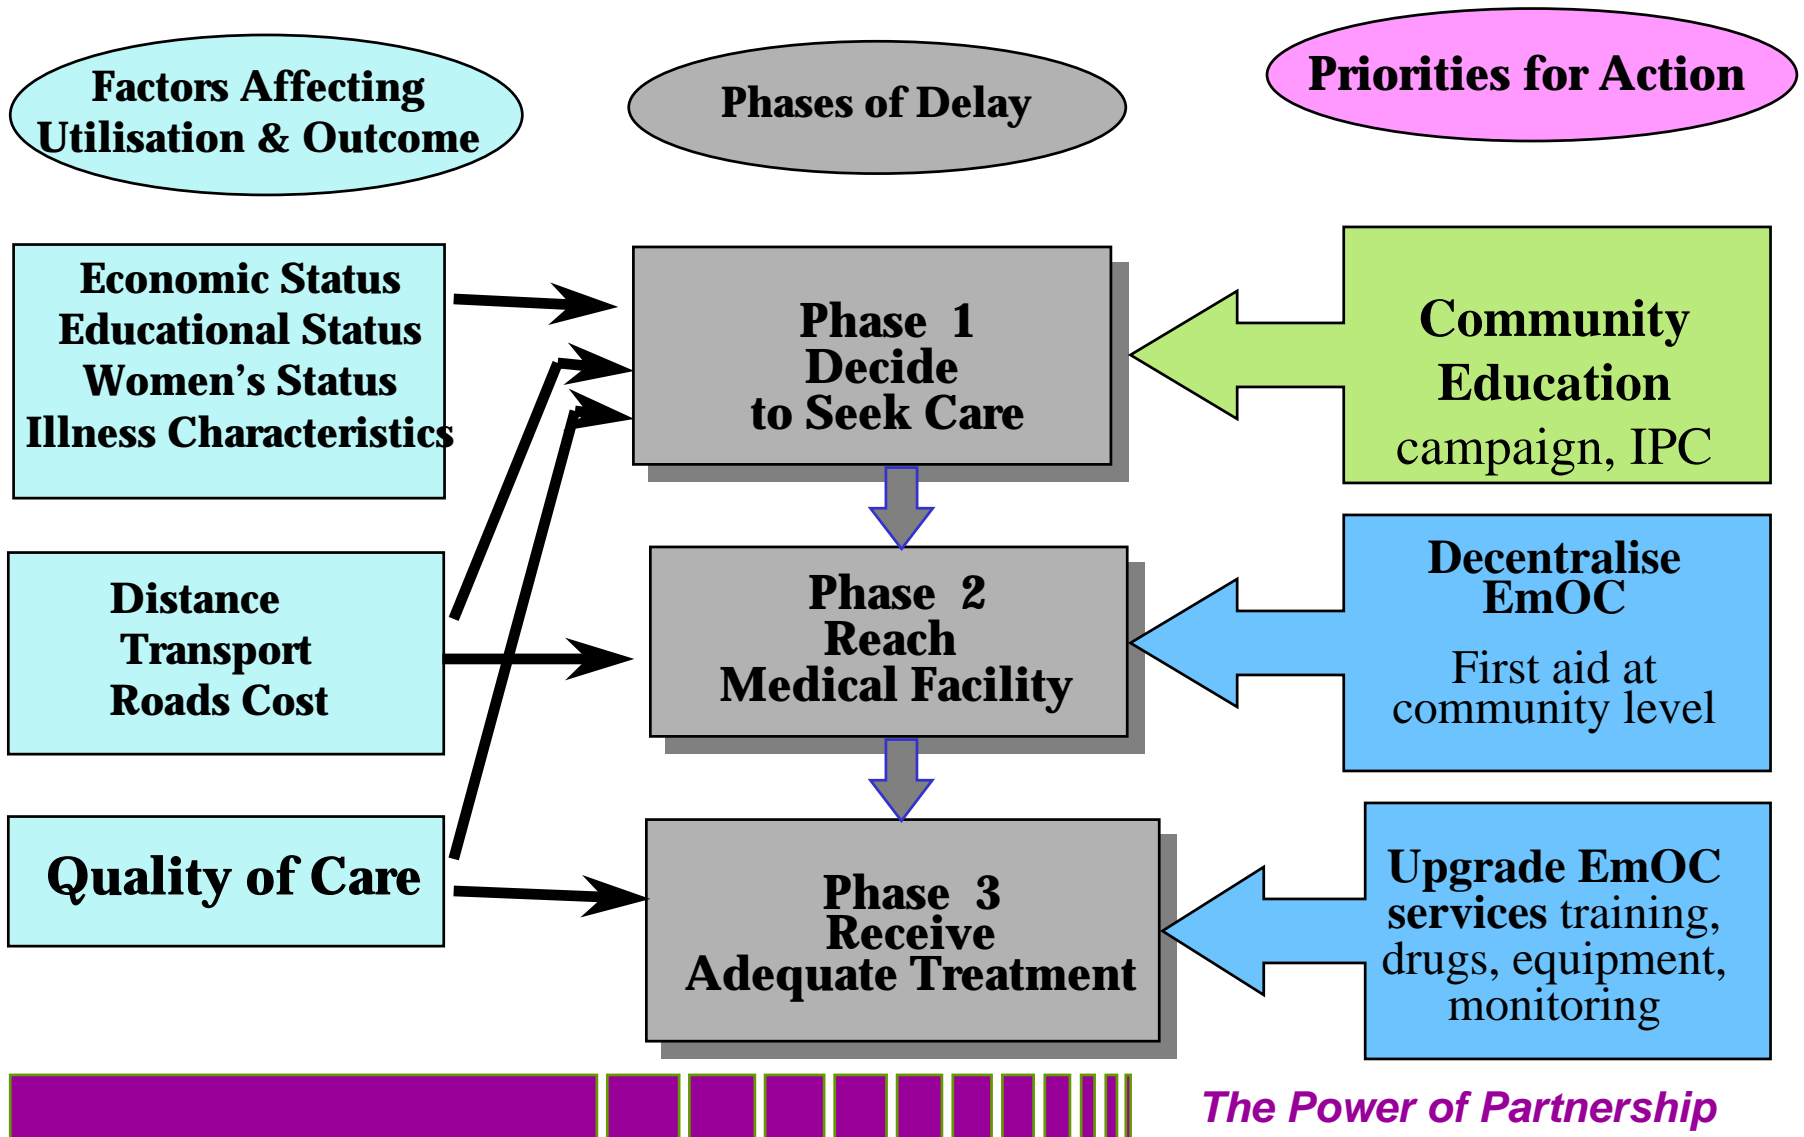 Factors Affecting
Utilisation & Outcome
Phases of Delay
Priorities for Action
Economic Status
Educational Status
Women's Status
Illness Characteristics
Phase 1
Decide
to Seek Care
Community
Education
campaign, IPC
Distance
Transport
Roads Cost
Phase 2
Reach
Medical Facility
Decentralise
EmOC
First aid at
community level
Quality of Care
Phase 3
Receive
Adequate Treatment
Upgrade EmOC
services training,
drugs, equipment,
monitoring
The Power of Partnership